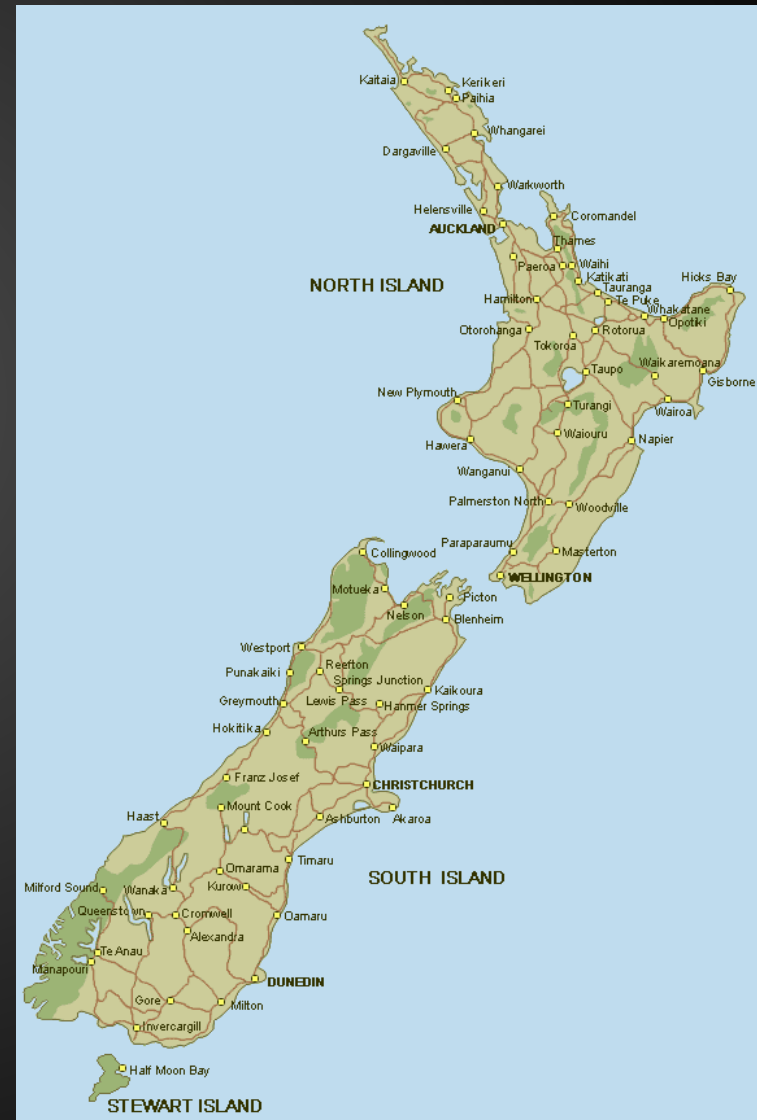 Kaitaia
Kerikeri
Paihia
Whangarei
Dargaville
Warkworth
Helensville
Coromandel
AUCKLAND
Thames
Paeroa
Waihi
Katikati
Hicks Bay
NORTH ISLAND
Tauranga
Hamilton
Te Puke
Whakatane
Opotiki
Otorohanga
Rotorua
Tokoroa
Waikaremoana
Taupo
Gisborne
New Plymouth
Turangi
Wairoa
Waiouru
Napier
Hawera
Wanganui
Palmerston North
Woodville
Paraparaumu
Masterton
Collingwood
WELLINGTON
Motueka
Picton
Nelson
Blenheim
Westport
Reefton
Punakaiki
Springs Junction
Kaikoura
Greymouth
Lewis Pass
Hanmer Springs
Hokitika
Arthurs Pass
Waipara
Franz Josef
CHRISTCHURCH
Mount Cook
Haast
Ashburton
Akaroa
Timaru
Omarama
SOUTH ISLAND
Milford Sound
Wanaka
Kurow
Queenstown
Cromwell
Oamaru
Alexandra
Te Anau
Manapouri
DUNEDIN
Gore
Milton
Invercargill
Half Moon Bay
STEWART ISLAND